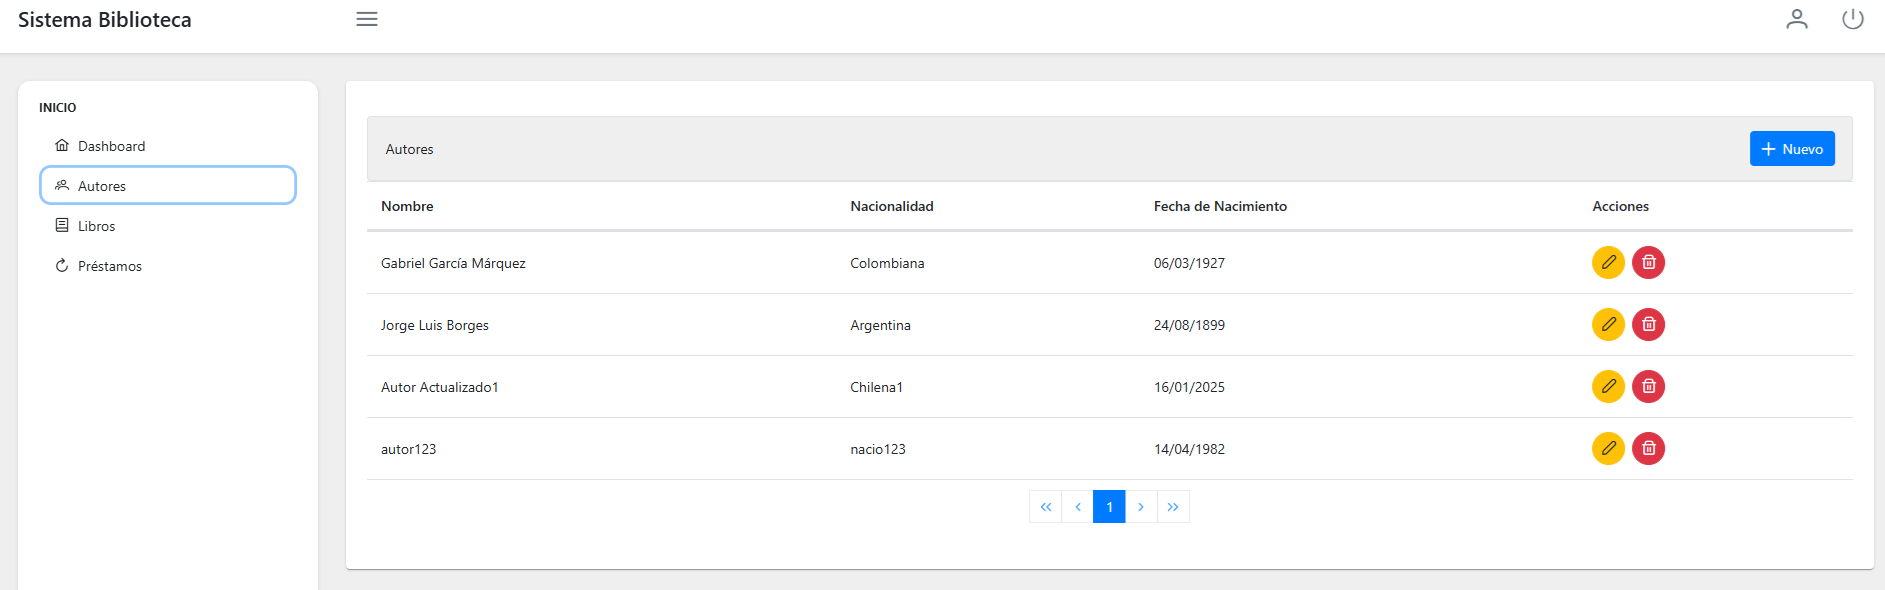 Sistema Biblioteca
INICIO
Dashboard
Autores
Libros
Préstamos
Autores
Nuevo
Nombre Nacionalidad Fecha de Nacimiento Acciones
Gabriel García Márquez Colombiana 06/03/1927
Jorge Luis Borges Argentina 24/08/1899
Autor Actualizado1 Chilena1 16/01/2025
autor123 nacio123 14/04/1982
1